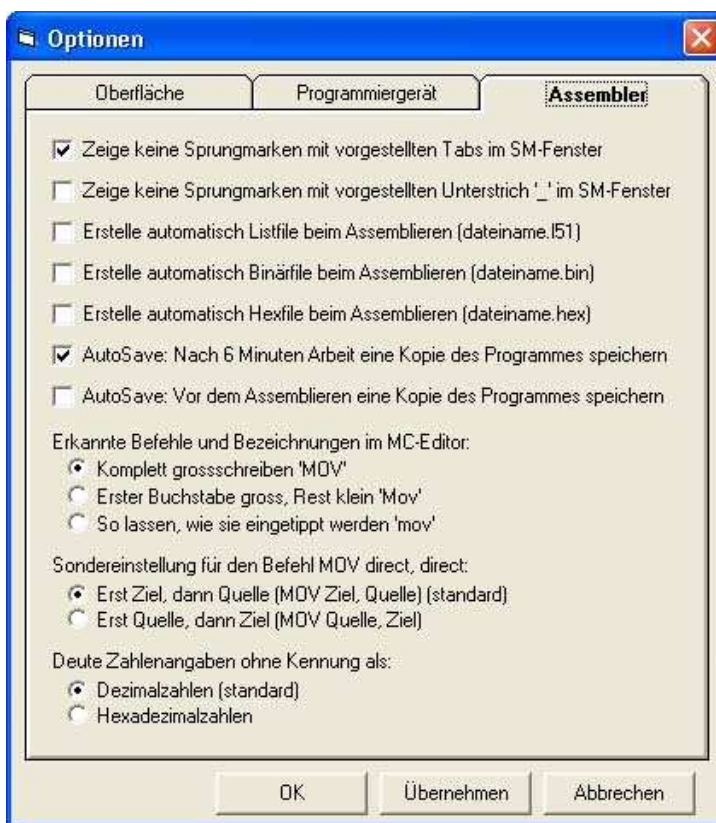 Optionen
Oberfläche
Programmiergerät
Assembler
Zeige keine Sprungmarken mit vorgestellten Tabs im SM-Fenster
Zeige keine Sprungmarken mit vorgestellten Unterstrich '_' im SM-Fenster
Erstelle automatisch Listfile beim Assemblieren (dateiname.l51)
Erstelle automatisch Binärfile beim Assemblieren (dateiname.bin)
Erstelle automatisch Hexfile beim Assemblieren (dateiname.hex)
AutoSave: Nach 6 Minuten Arbeit eine Kopie des Programmes speichern
AutoSave: Vor dem Assemblieren eine Kopie des Programmes speichern
Erkannte Befehle und Bezeichnungen im MC-Editor:
Komplett grossschreiben 'MOV'
Erster Buchstabe gross, Rest klein 'Mov'
So lassen, wie sie eingetippt werden 'mov'
Sondereinstellung für den Befehl MOV direct, direct:
Erst Ziel, dann Quelle (MOV Ziel, Quelle) (standard)
Erst Quelle, dann Ziel (MOV Quelle, Ziel)
Deute Zahlenangaben ohne Kennung als:
Dezimalzahlen (standard)
Hexadezimalzahlen
OK
Übernehmen
Abbrechen